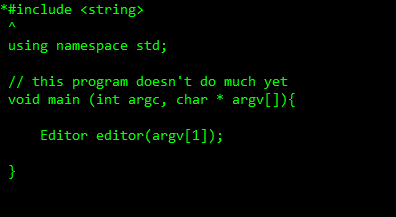 *#include <string>
 ^
 using namespace std;

 // this program doesn't do much yet
 void main (int argc, char * argv[]){

     Editor editor(argv[1]);

 }